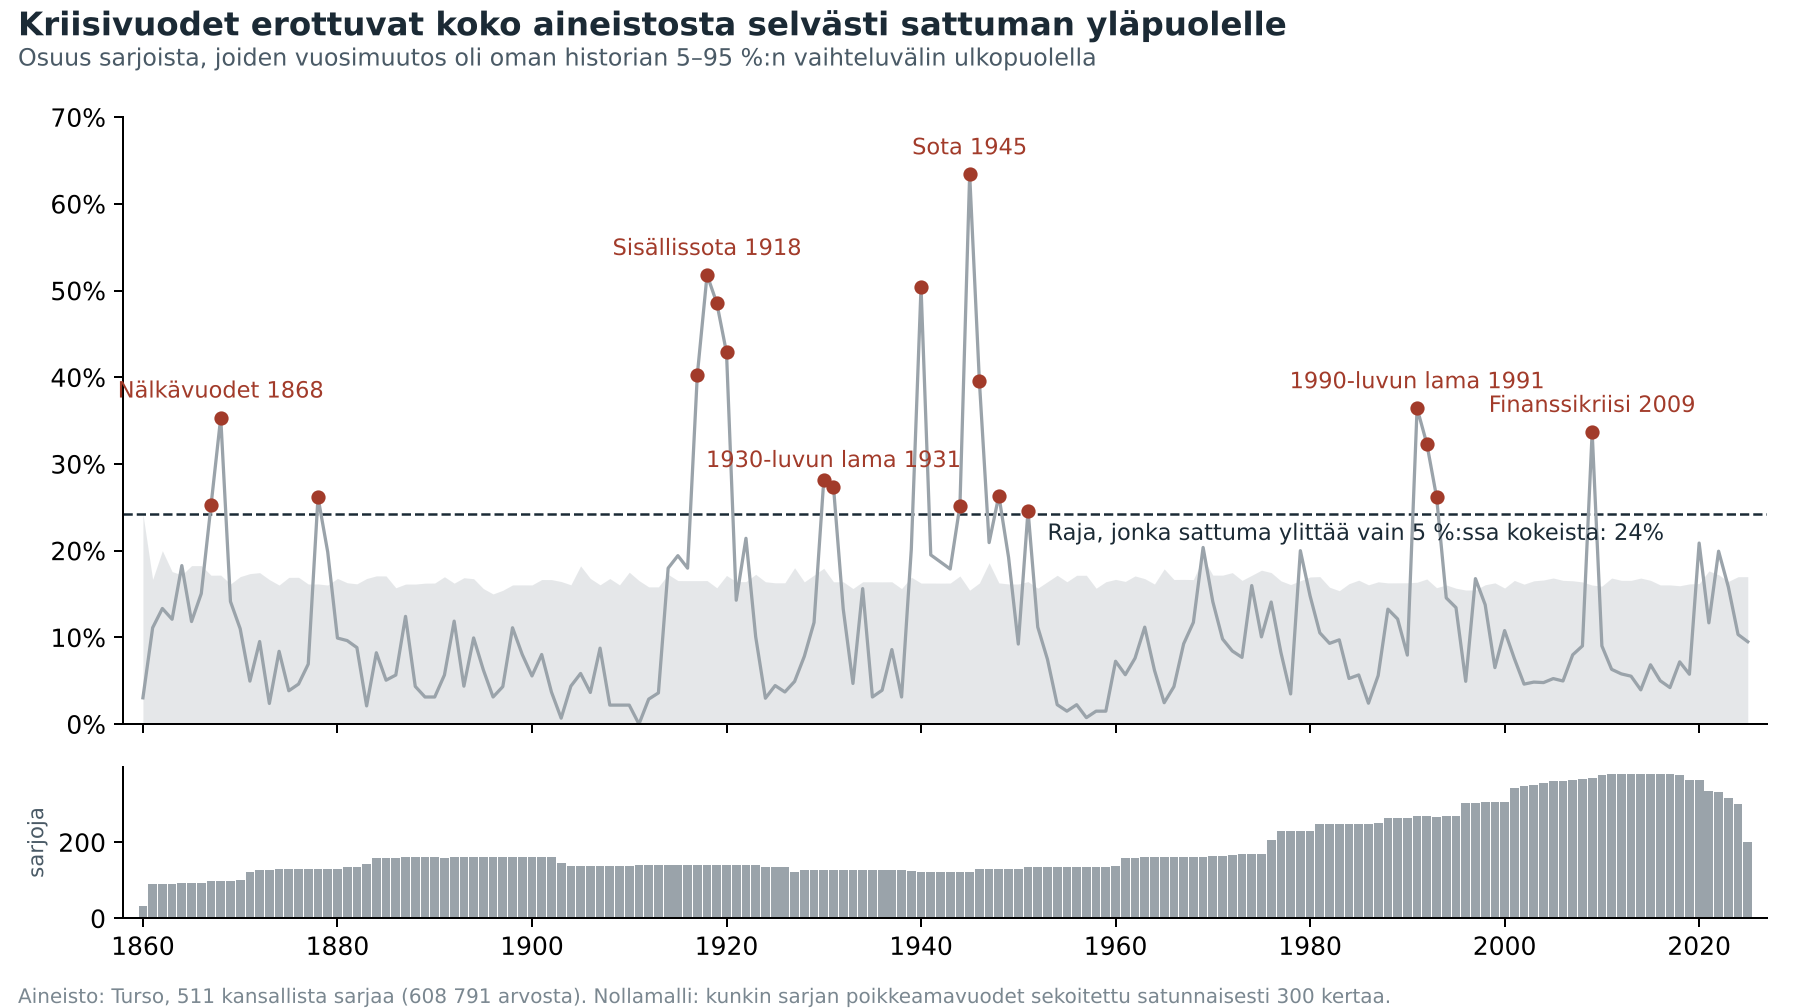 Kriisivuodet erottuvat koko aineistosta selvästi sattuman yläpuolelle
Osuus sarjoista, joiden vuosimuutos oli oman historian 5–95 %:n vaihteluvälin ulkopuolella
70%
60%
50%
40%
30%
20%
10%
0%
Sota 1945
Sisällissota 1918
Nälkävuodet 1868
1990-luvun lama 1991
Finanssikriisi 2009
1930-luvun lama 1931
Raja, jonka sattuma ylittää vain 5 %:ssa kokeista: 24%
sarjoja
200
0
1860 1880 1900 1920 1940 1960 1980 2000 2020
Aineisto: Turso, 511 kansallista sarjaa (608 791 arvosta). Nollamalli: kunkin sarjan poikkeamavuodet sekoitettu satunnaisesti 300 kertaa.